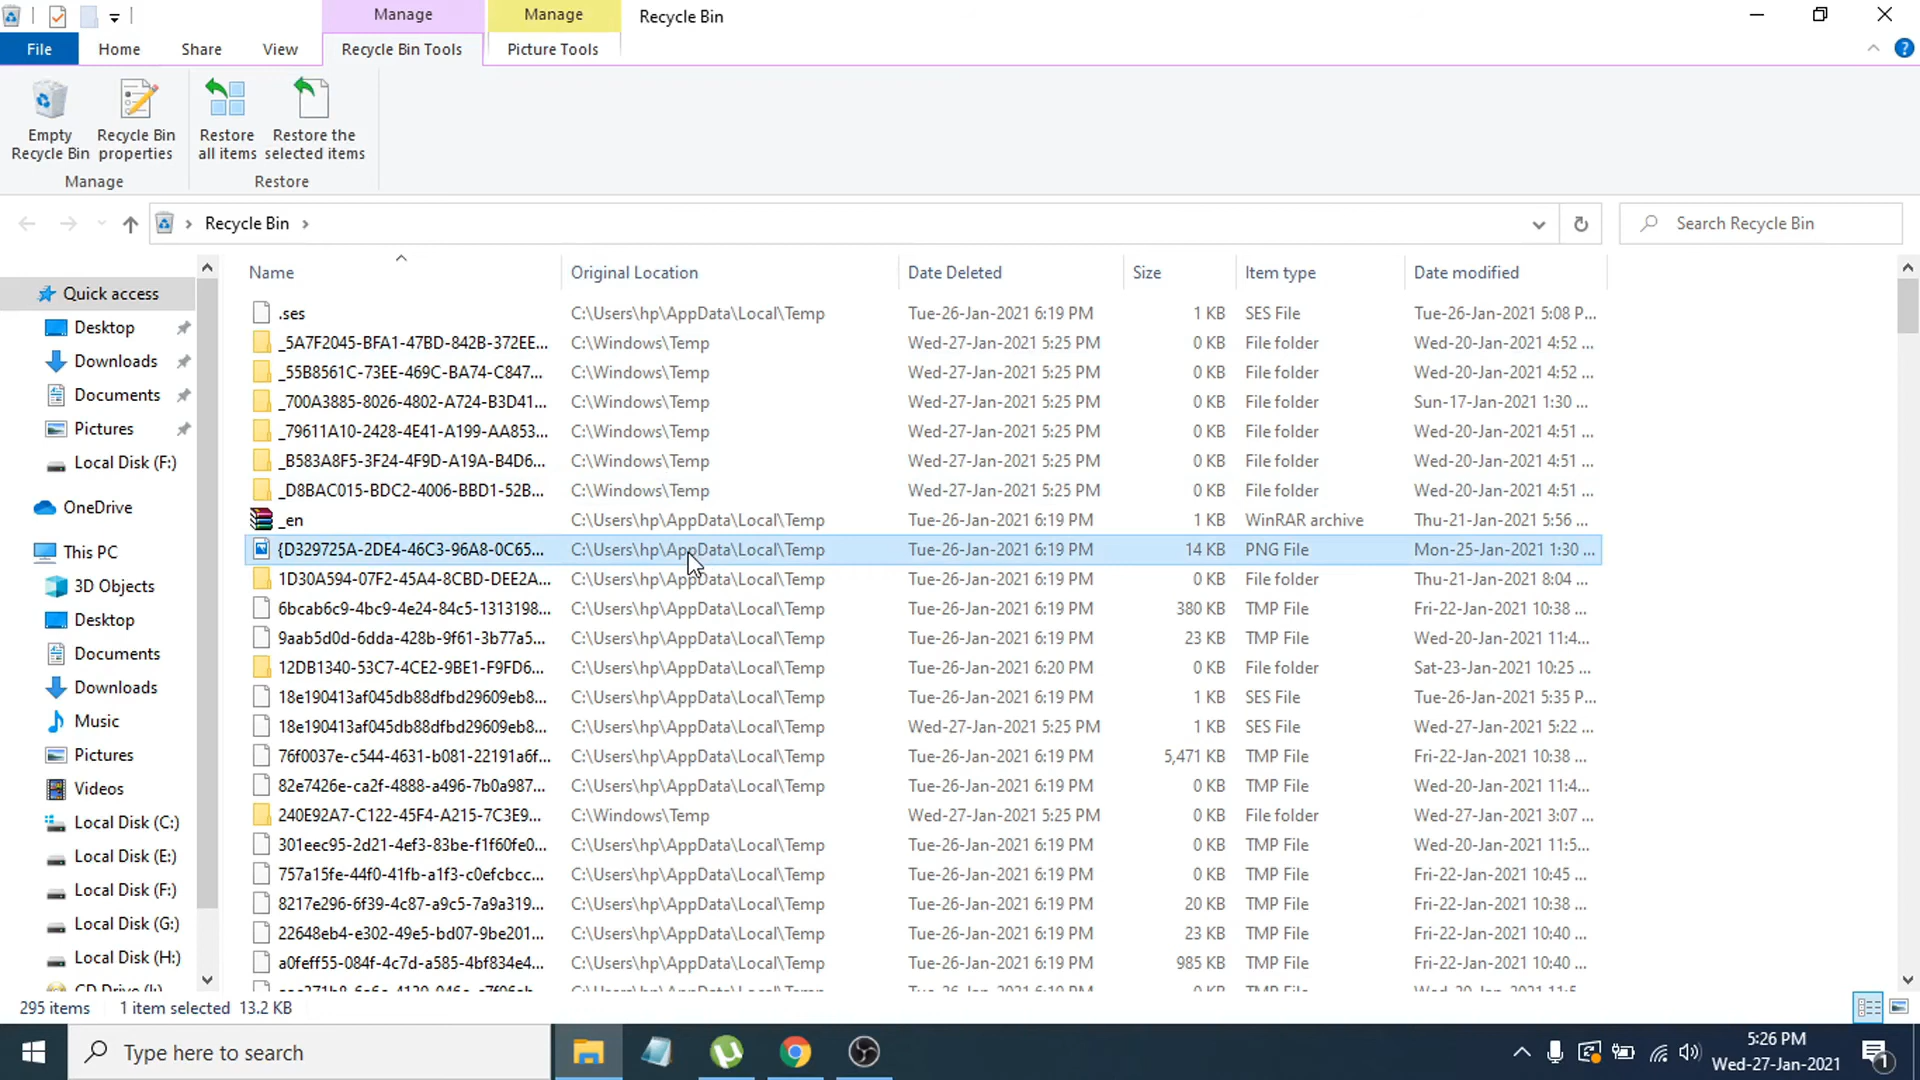 Manage Manage Recycle Bin
File Home Share View Recycle Bin Tools Picture Tools
Empty Recycle Bin
Recycle Bin properties
Restore all items
Restore the selected items
Manage Restore
Recycle Bin
Search Recycle Bin
Quick access
Desktop
Downloads
Documents
Pictures
Local Disk (F:)
OneDrive
This PC
3D Objects
Desktop
Documents
Downloads
Music
Pictures
Videos
Local Disk (C:)
Local Disk (E:)
Local Disk (F:)
Local Disk (G:)
Local Disk (H:)
Name Original Location Date Deleted Size Item type Date modified
.ses C:\Users\hp\AppData\Local\Temp Tue-26-Jan-2021 6:19 PM 1 KB SES File Tue-26-Jan-2021 5:08 P...
_5A7F2045-BFA1-47BD-842B-372EE... C:\Windows\Temp Wed-27-Jan-2021 5:25 PM 0 KB File folder Wed-20-Jan-2021 4:52 ...
_55B8561C-73EE-469C-BA74-C847... C:\Windows\Temp Wed-27-Jan-2021 5:25 PM 0 KB File folder Wed-20-Jan-2021 4:52 ...
_700A3885-8026-4802-A724-B3D41... C:\Windows\Temp Wed-27-Jan-2021 5:25 PM 0 KB File folder Sun-17-Jan-2021 1:30 ...
_79611A10-2428-4E41-A199-AA853... C:\Windows\Temp Wed-27-Jan-2021 5:25 PM 0 KB File folder Wed-20-Jan-2021 4:51 ...
_B583A8F5-3F24-4F9D-A19A-B4D6... C:\Windows\Temp Wed-27-Jan-2021 5:25 PM 0 KB File folder Wed-20-Jan-2021 4:51 ...
_D8BAC015-BDC2-4006-BBD1-52B... C:\Windows\Temp Wed-27-Jan-2021 5:25 PM 0 KB File folder Wed-20-Jan-2021 4:51 ...
_en C:\Users\hp\AppData\Local\Temp Tue-26-Jan-2021 6:19 PM 1 KB WinRAR archive Thu-21-Jan-2021 5:56 ...
{D329725A-2DE4-46C3-96A8-0C65... C:\Users\hp\AppData\Local\Temp Tue-26-Jan-2021 6:19 PM 14 KB PNG File Mon-25-Jan-2021 1:30 ...
1D30A594-07F2-45A4-8CBD-DEE2A... C:\Users\hp\AppData\Local\Temp Tue-26-Jan-2021 6:19 PM 0 KB File folder Thu-21-Jan-2021 8:04 ...
6bcab6c9-4bc9-4e24-84c5-1313198... C:\Users\hp\AppData\Local\Temp Tue-26-Jan-2021 6:19 PM 380 KB TMP File Fri-22-Jan-2021 10:38 ...
9aab5d0d-6dda-428b-9f61-3b77a5... C:\Users\hp\AppData\Local\Temp Tue-26-Jan-2021 6:19 PM 23 KB TMP File Wed-20-Jan-2021 11:4...
12DB1340-53C7-4CE2-9BE1-F9FD6... C:\Users\hp\AppData\Local\Temp Tue-26-Jan-2021 6:20 PM 0 KB File folder Sat-23-Jan-2021 10:25 ...
18e190413af045db88dfbd29609eb8... C:\Users\hp\AppData\Local\Temp Tue-26-Jan-2021 6:19 PM 1 KB SES File Tue-26-Jan-2021 5:35 P...
18e190413af045db88dfbd29609eb8... C:\Users\hp\AppData\Local\Temp Wed-27-Jan-2021 5:25 PM 1 KB SES File Wed-27-Jan-2021 5:22 ...
76f0037e-c544-4631-b081-22191a6f... C:\Users\hp\AppData\Local\Temp Tue-26-Jan-2021 6:19 PM 5,471 KB TMP File Fri-22-Jan-2021 10:38 ...
82e7426e-ca2f-4888-a496-7b0a987... C:\Users\hp\AppData\Local\Temp Tue-26-Jan-2021 6:19 PM 0 KB TMP File Wed-20-Jan-2021 11:4...
240E92A7-C122-45F4-A215-7C3E9... C:\Windows\Temp Wed-27-Jan-2021 5:25 PM 0 KB File folder Wed-27-Jan-2021 3:07 ...
301eec95-2d21-4ef3-83be-f1f60fe0... C:\Users\hp\AppData\Local\Temp Tue-26-Jan-2021 6:19 PM 0 KB TMP File Wed-20-Jan-2021 11:5...
757a15fe-44f0-41fb-a1f3-c0efcbcc... C:\Users\hp\AppData\Local\Temp Tue-26-Jan-2021 6:19 PM 0 KB TMP File Fri-22-Jan-2021 10:45 ...
8217e296-6f39-4c87-a9c5-7a9a319... C:\Users\hp\AppData\Local\Temp Tue-26-Jan-2021 6:19 PM 20 KB TMP File Fri-22-Jan-2021 10:38 ...
22648eb4-e302-49e5-bd07-9be201... C:\Users\hp\AppData\Local\Temp Tue-26-Jan-2021 6:19 PM 23 KB TMP File Fri-22-Jan-2021 10:40 ...
a0feff55-084f-4c7d-a585-4bf834e4... C:\Users\hp\AppData\Local\Temp Tue-26-Jan-2021 6:19 PM 985 KB TMP File Fri-22-Jan-2021 10:40 ...
295 items 1 item selected 13.2 KB
Type here to search
5:26 PM
Wed-27-Jan-2021
1